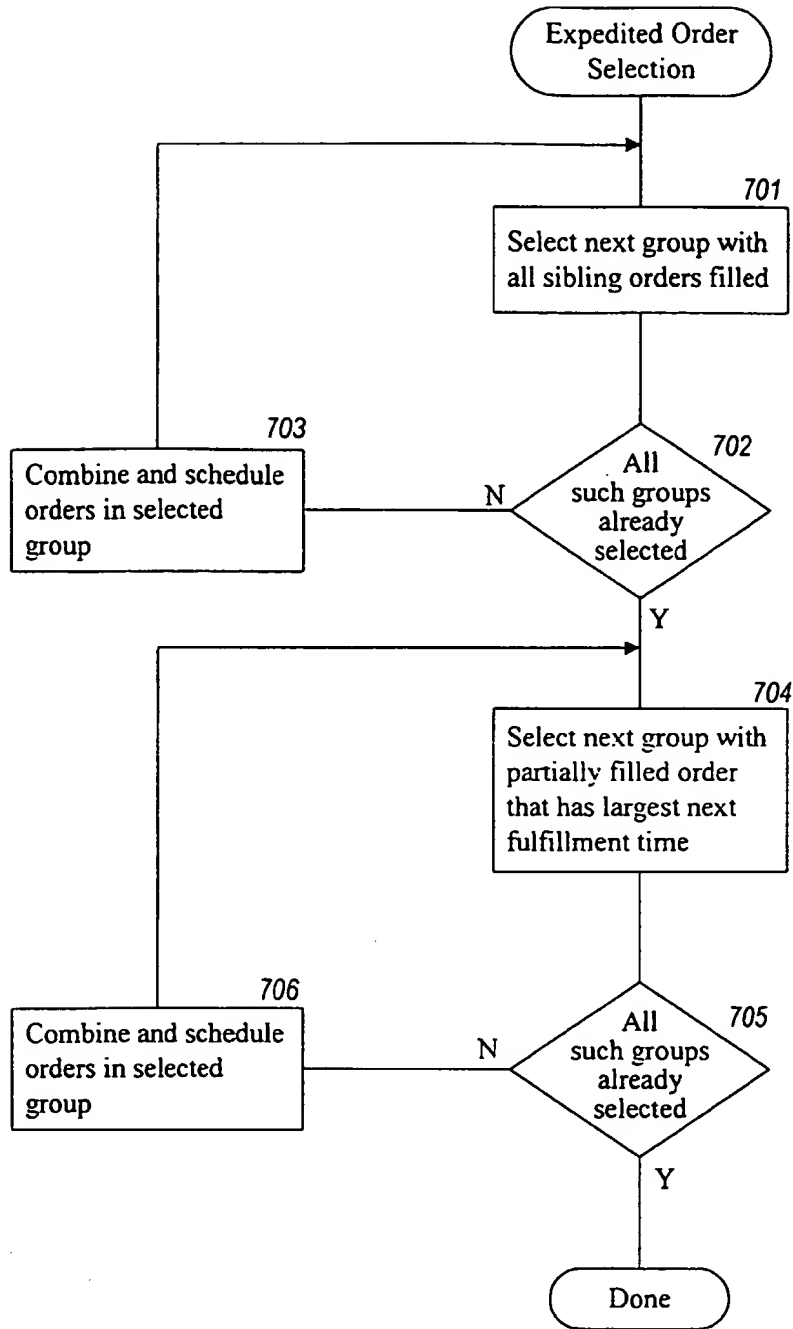 Expedited Order
Selection
701
Select next group with
all sibling orders filled
702
All
such groups
already
selected
N
703
Combine and schedule
orders in selected
group
Y
704
Select next group with
partially filled order
that has largest next
fulfillment time
705
All
such groups
already
selected
N
706
Combine and schedule
orders in selected
group
Y
Done